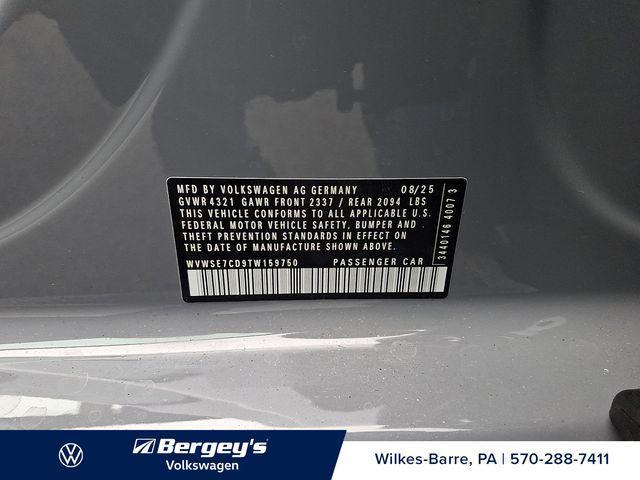 MFD BY VOLKSWAGEN AG GERMANY 08/25
GVWR 4321 GAWR FRONT 2337 / REAR 2094 LBS
THIS VEHICLE CONFORMS TO ALL APPLICABLE U.S.
FEDERAL MOTOR VEHICLE SAFETY, BUMPER AND
THEFT PREVENTION STANDARDS IN EFFECT ON
THE DATE OF MANUFACTURE SHOWN ABOVE.
WVWSE7CD9TW159750 PASSENGER CAR
3440146 4007 3
Bergey's
Volkswagen
Wilkes-Barre, PA | 570-288-7411